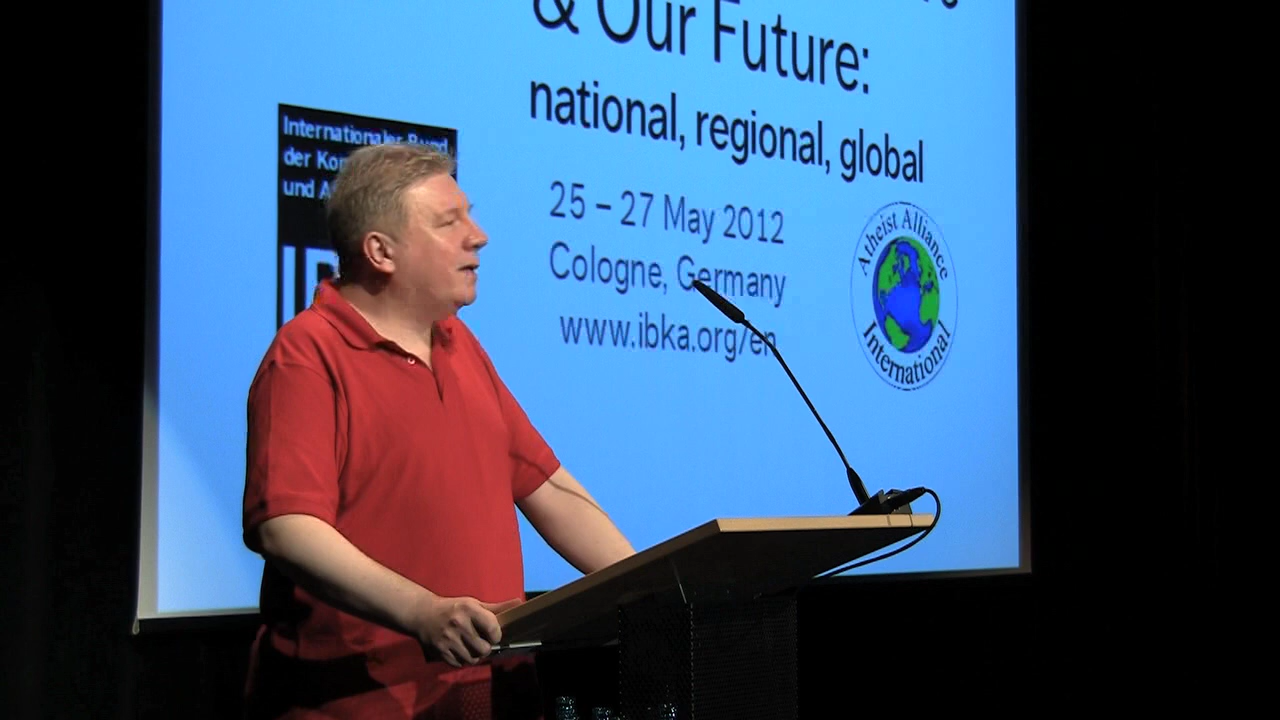 & Our Future:
national, regional, global
Internationaler Bund
der
und
25 – 27 May 2012
Cologne, Germany
www.ibka.org/en
Atheist Alliance
International